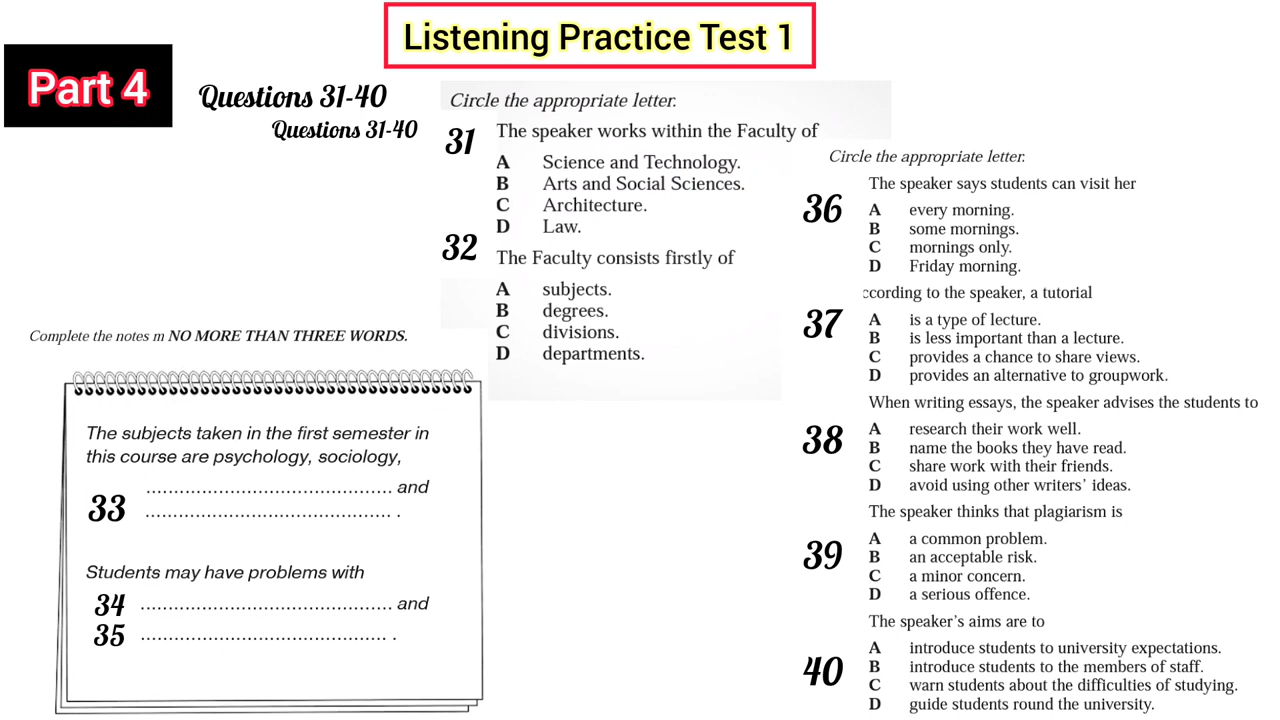 Listening Practice Test 1
Part 4
Questions 31-40
Questions 31-40
Circle the appropriate letter.
31 The speaker works within the Faculty of
A Science and Technology.
B Arts and Social Sciences.
C Architecture.
D Law.
32 The Faculty consists firstly of
A subjects.
B degrees.
C divisions.
D departments.
Complete the notes m NO MORE THAN THREE WORDS.
The subjects taken in the first semester in
this course are psychology, sociology,
............................................ and
33 ............................................ .
Students may have problems with
34 ............................................ and
35 ............................................ .
Circle the appropriate letter.
36 The speaker says students can visit her
A every morning.
B some mornings.
C mornings only.
D Friday morning.
ccording to the speaker, a tutorial
37
A is a type of lecture.
B is less important than a lecture.
C provides a chance to share views.
D provides an alternative to groupwork.
When writing essays, the speaker advises the students to
38
A research their work well.
B name the books they have read.
C share work with their friends.
D avoid using other writers' ideas.
The speaker thinks that plagiarism is
39
A a common problem.
B an acceptable risk.
C a minor concern.
D a serious offence.
The speaker's aims are to
40
A introduce students to university expectations.
B introduce students to the members of staff.
C warn students about the difficulties of studying.
D guide students round the university.